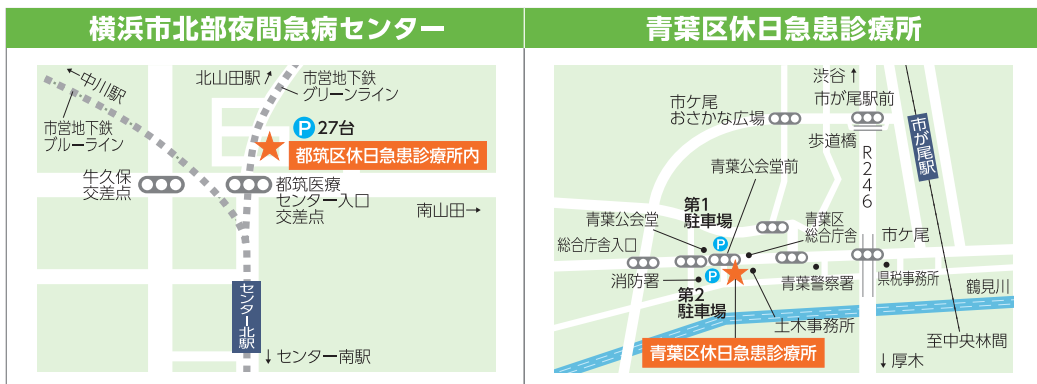 横浜市北部夜間急病センター
←中川駅
市営地下鉄
ブルーライン
北山田駅↗
市営地下鉄
グリーンライン
P 27台
都筑区休日急患診療所内
牛久保
交差点
都筑医療
センター入口
交差点
南山田→
センター北駅
↓センター南駅
青葉区休日急患診療所
渋谷↑
市が尾駅前
市ケ尾
おさかな広場
歩道橋
市が尾駅
R246
青葉公会堂前
第1
駐車場
P
青葉公会堂
青葉区
総合庁舎
総合庁舎入口
市ケ尾
消防署
P
第2
駐車場
青葉警察署
県税事務所
鶴見川
土木事務所
青葉区休日急患診療所
至中央林間
↓厚木